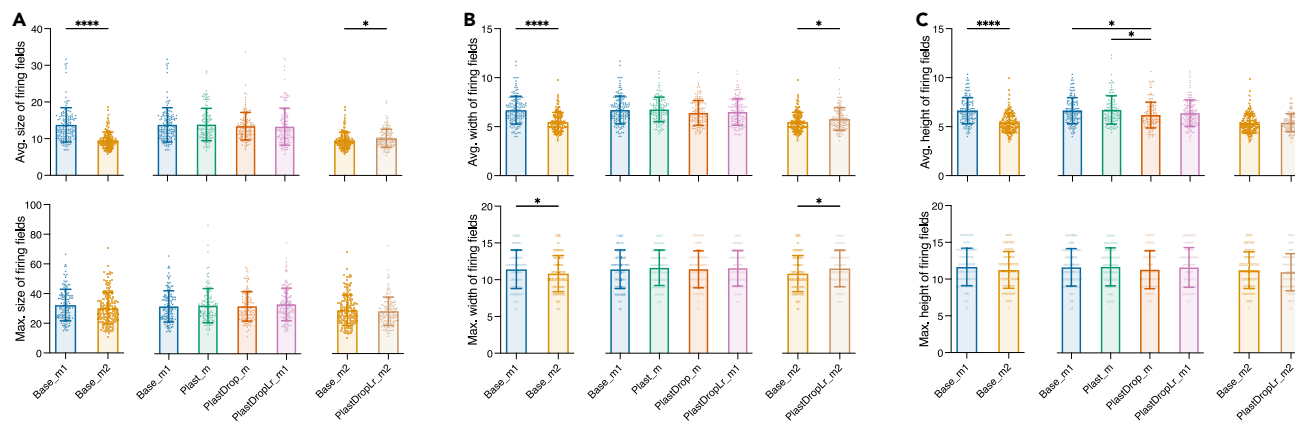 A
B
C
Avg. size of firing fields
40
30
20
10
0
****
*
Avg. width of firing fields
15
10
5
0
****
*
Avg. height of firing fields
15
10
5
0
****
*
*
Max. size of firing fields
100
80
60
40
20
0
Base_m1
Base_m2
Base_m1
Plast_m
PlastDrop_m
PlastDropLr_m1
Base_m2
PlastDropLr_m2
Max. width of firing fields
20
15
10
5
0
*
*
Base_m1
Base_m2
Base_m1
Plast_m
PlastDrop_m
PlastDropLr_m1
Base_m2
PlastDropLr_m2
Max. height of firing fields
20
15
10
5
0
Base_m1
Base_m2
Base_m1
Plast_m
PlastDrop_m
PlastDropLr_m1
Base_m2
PlastDropLr_m2